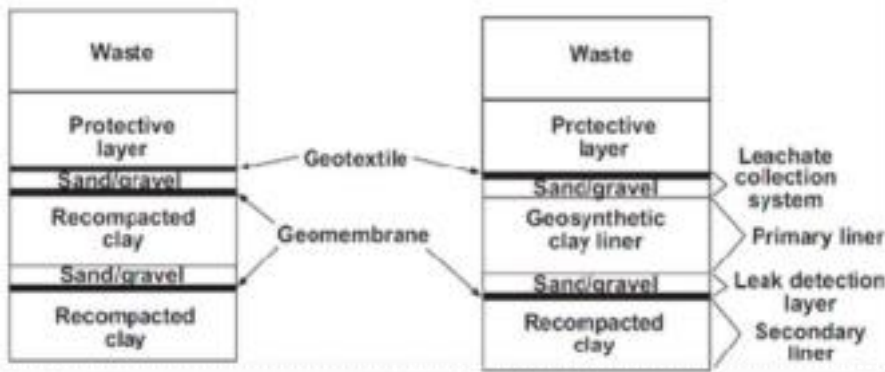 Waste
Protective
layer
Sand/gravel
Recompacted
clay
Sand/gravel
Recompacted
clay
Geotextile
Geomembrane
Waste
Prctective
layer
Sand/gravel
Geosynthetic
clay liner
Sand/gravel
Recompacted
clay
Leachate
collection
system
Primary liner
Leak detection
layer
Secondary
liner